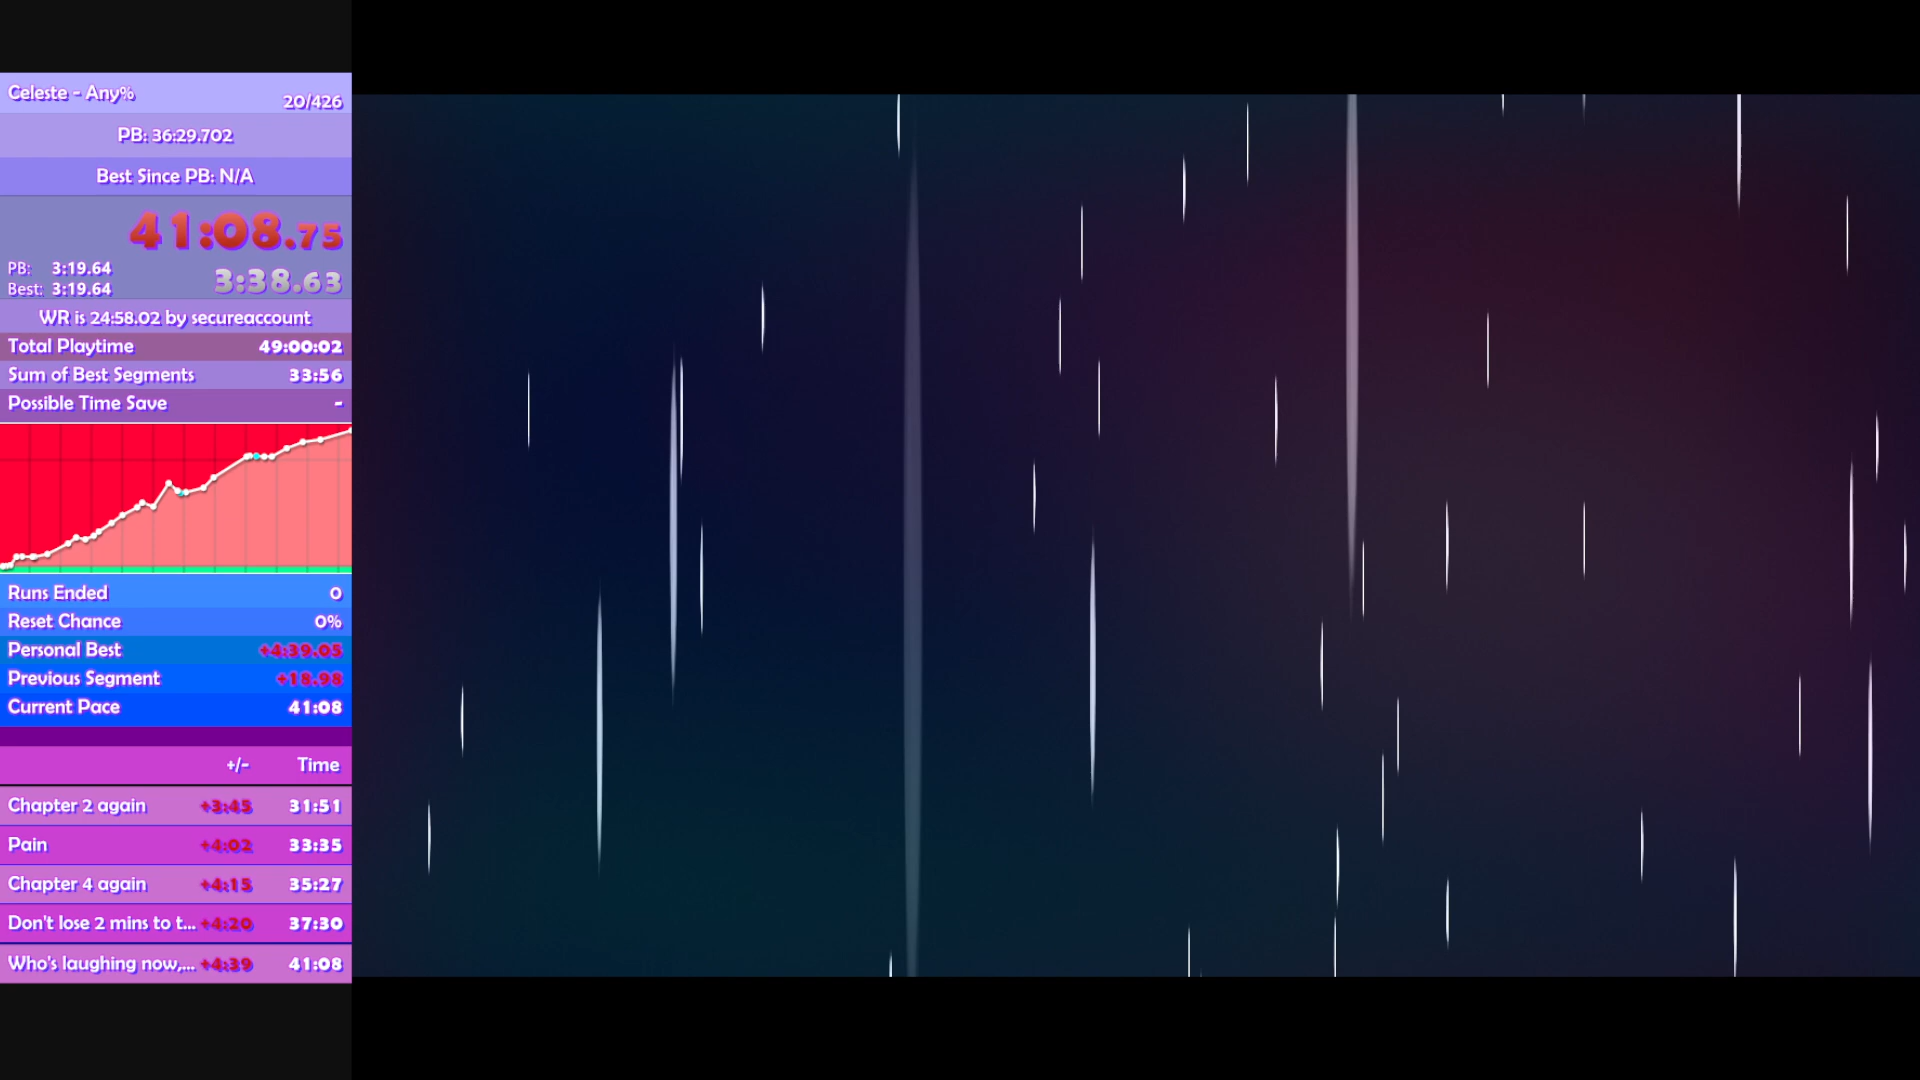 Celeste - Any%
20/426
PB: 36:29.702
Best Since PB: N/A
41:08.75
PB: 3:19.64
3:38.63
Best: 3:19.64
WR is 24:58.02 by secureaccount
Total Playtime 49:00:02
Sum of Best Segments 33:56
Possible Time Save -
Runs Ended 0
Reset Chance 0%
Personal Best +4:39.05
Previous Segment +18.98
Current Pace 41:08
+/- Time
Chapter 2 again +3:45 31:51
Pain +4:02 33:35
Chapter 4 again +4:15 35:27
Don't lose 2 mins to t... +4:20 37:30
Who's laughing now,... +4:39 41:08